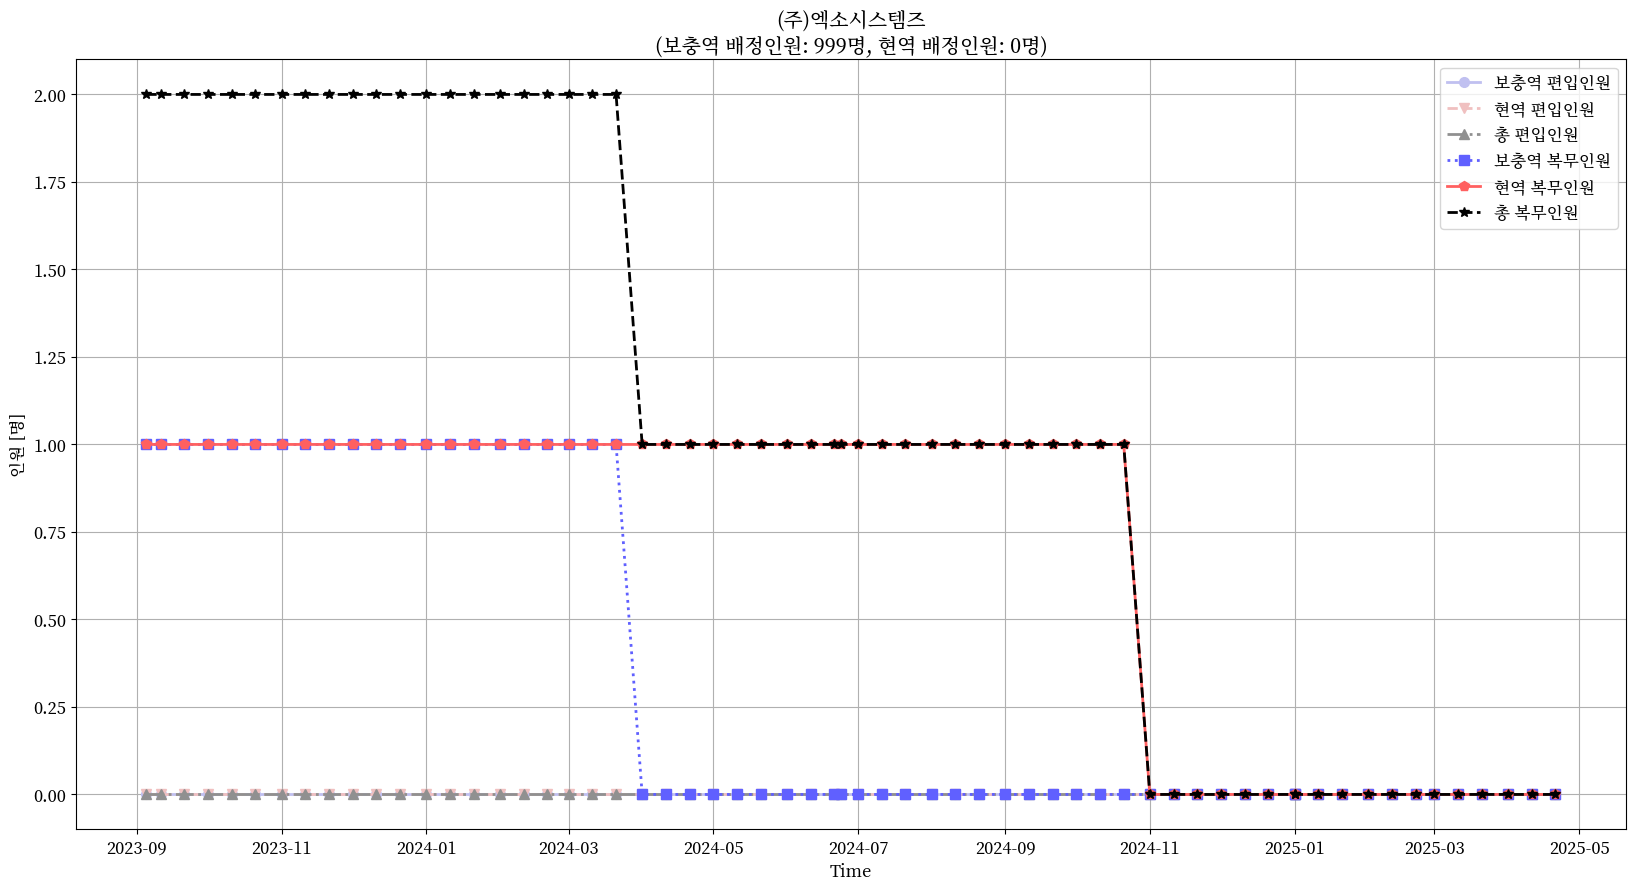 (주)엑소시스템즈
(보충역 배정인원: 999명, 현역 배정인원: 0명)
보충역 편입인원
현역 편입인원
총 편입인원
보충역 복무인원
현역 복무인원
총 복무인원
인원 [명]
2.00
1.75
1.50
1.25
1.00
0.75
0.50
0.25
0.00
2023-09 2023-11 2024-01 2024-03 2024-05 2024-07 2024-09 2024-11 2025-01 2025-03 2025-05
Time